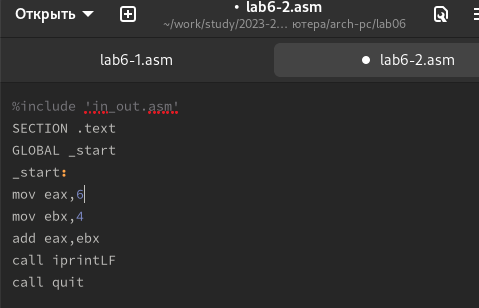 Открыть
• lab6-2.asm
~/work/study/2023-2… ютера/arch-pc/lab06
lab6-1.asm
● lab6-2.asm
%include 'in_out.asm'
SECTION .text
GLOBAL _start
_start:
mov eax,6
mov ebx,4
add eax,ebx
call iprintLF
call quit